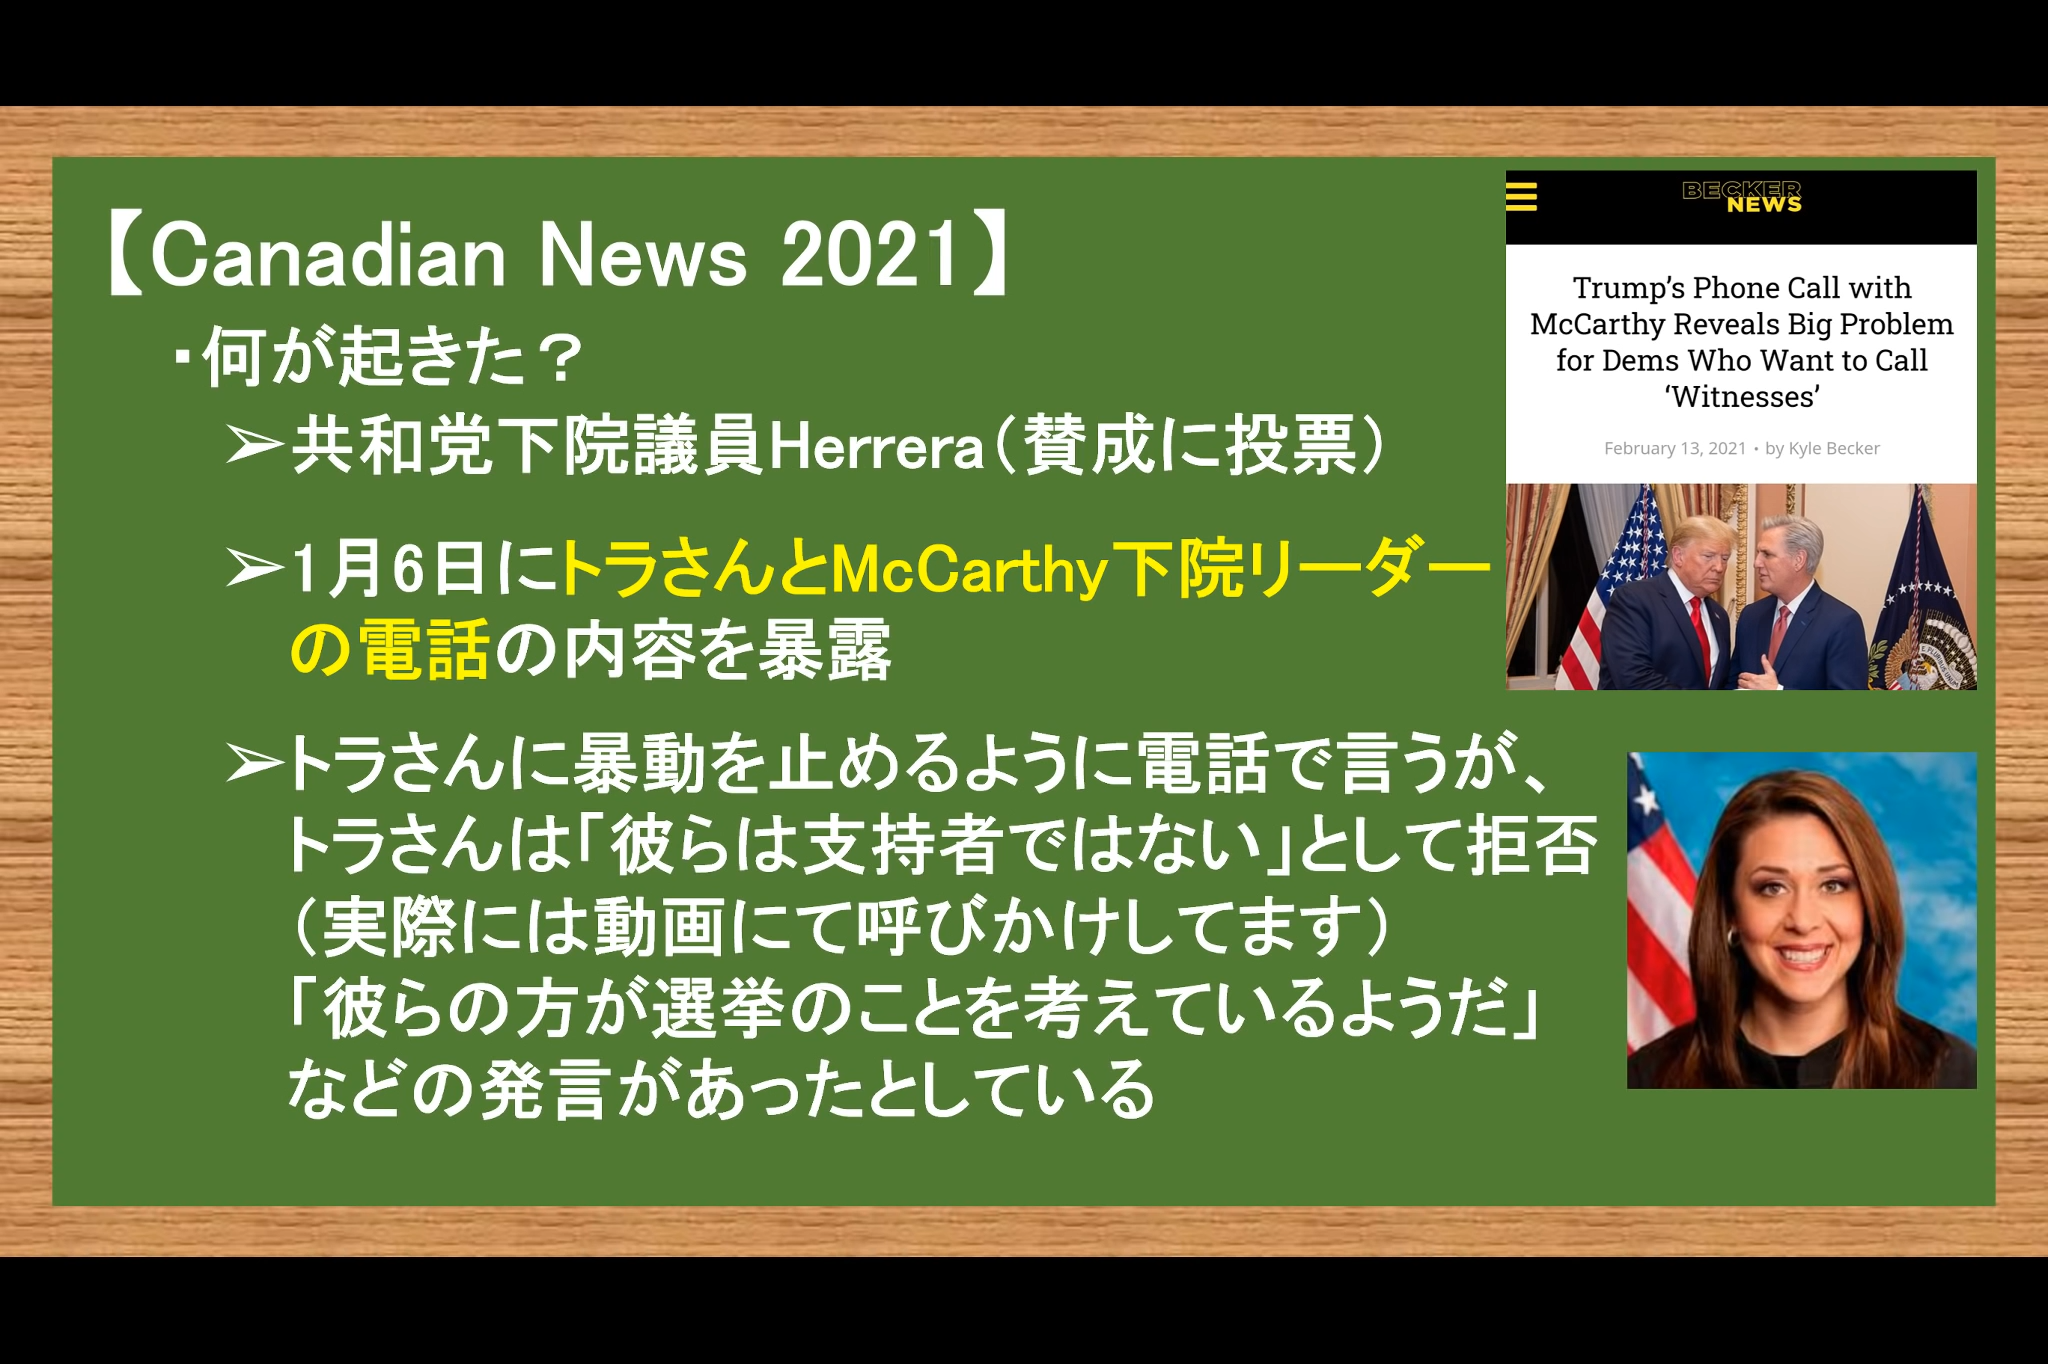 【Canadian News 2021】
・何が起きた？
➢共和党下院議員Herrera（賛成に投票）
➢1月6日にトラさんとMcCarthy下院リーダー
の電話の内容を暴露
➢トラさんに暴動を止めるように電話で言うが、
トラさんは「彼らは支持者ではない」として拒否
（実際には動画にて呼びかけしてます）
「彼らの方が選挙のことを考えているようだ」
などの発言があったとしている
BECKER
NEWS
Trump’s Phone Call with
McCarthy Reveals Big Problem
for Dems Who Want to Call
‘Witnesses’
February 13, 2021 • by Kyle Becker